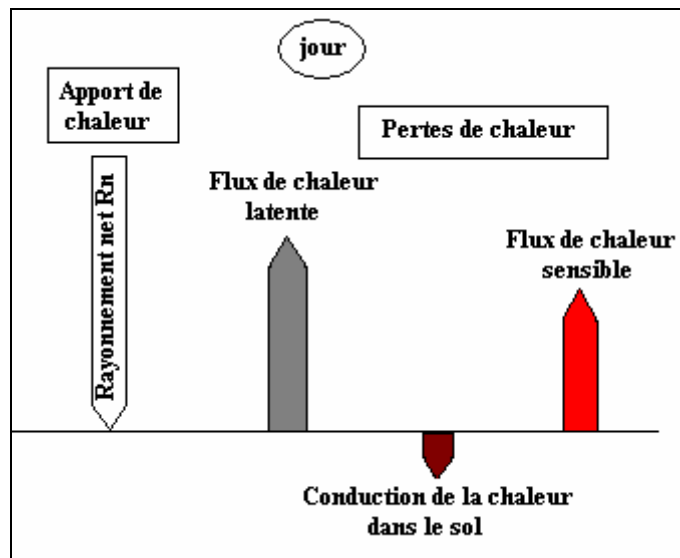 jour
Apport de
chaleur
Pertes de chaleur
Rayonnement net Rn
Flux de chaleur
latente
Flux de chaleur
sensible
Conduction de la chaleur
dans le sol